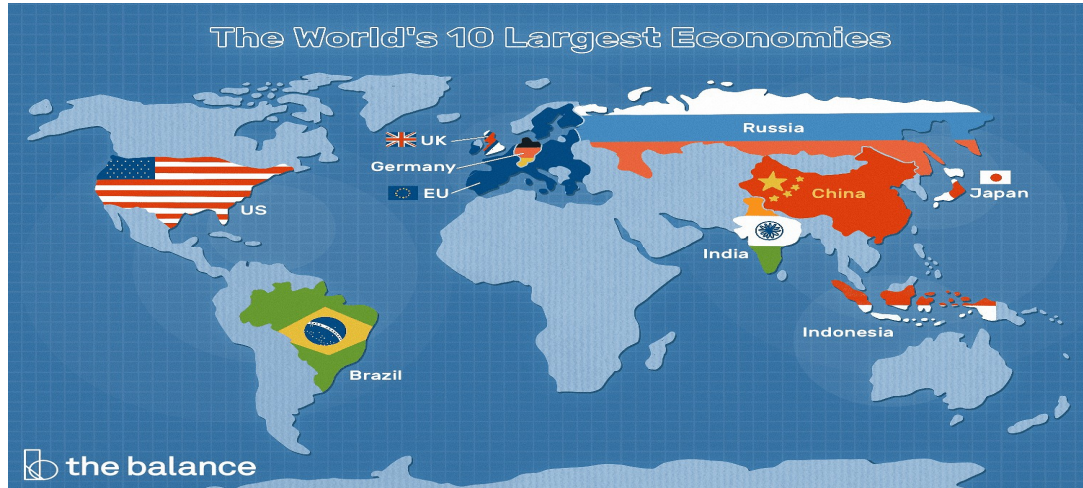 The World's 10 Largest Economies
UK
Germany
EU
US
Russia
China
Japan
India
Indonesia
Brazil
the balance